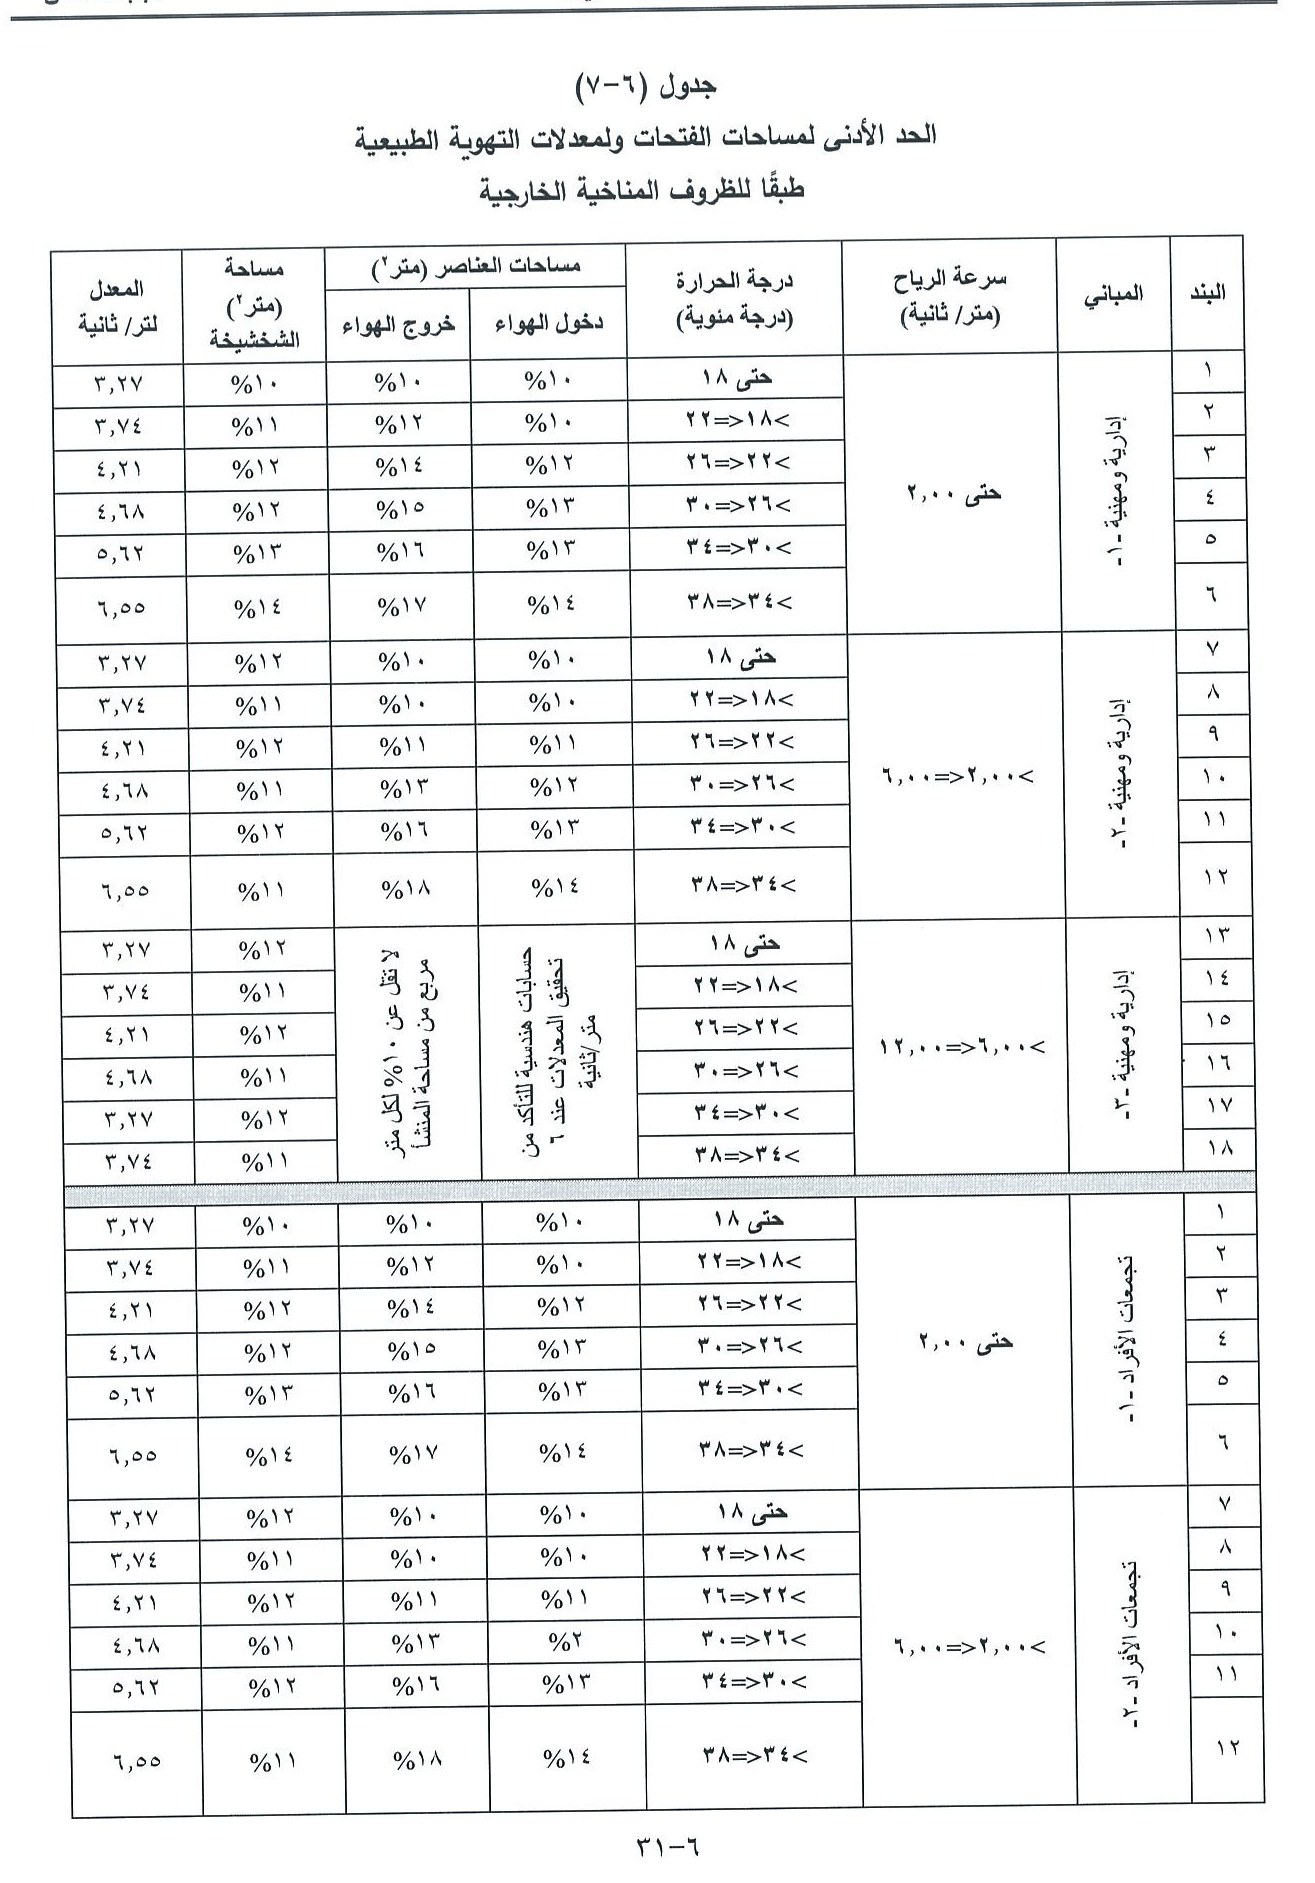 جدول (٦-٧)
الحد الأدنى لمساحات الفتحات ولمعدلات التهوية الطبيعية
طبقًا للظروف المناخية الخارجية
البند المباني سرعة الرياح (متر/ ثانية) درجة الحرارة (درجة مئوية) مساحات العناصر (متر٢) دخول الهواء خروج الهواء مساحة (متر٢) الشخشيخة المعدل لتر/ ثانية
إدارية ومهنية -١-
حتى ٢,٠٠
١ حتى ١٨ ١٠% ١٠% ١٠% ٣,٢٧
٢ >١٨<=٢٢ ١٠% ١٢% ١١% ٣,٧٤
٣ >٢٢<=٢٦ ١٢% ١٤% ١٢% ٤,٢١
٤ >٢٦<=٣٠ ١٣% ١٥% ١٢% ٤,٦٨
٥ >٣٠<=٣٤ ١٣% ١٦% ١٣% ٥,٦٢
٦ >٣٤<=٣٨ ١٤% ١٧% ١٤% ٦,٥٥
إدارية ومهنية -٢-
>٢,٠٠<=٦,٠٠
٧ حتى ١٨ ١٠% ١٠% ١٢% ٣,٢٧
٨ >١٨<=٢٢ ١٠% ١٠% ١١% ٣,٧٤
٩ >٢٢<=٢٦ ١١% ١١% ١٢% ٤,٢١
١٠ >٢٦<=٣٠ ١٢% ١٣% ١١% ٤,٦٨
١١ >٣٠<=٣٤ ١٣% ١٦% ١٢% ٥,٦٢
١٢ >٣٤<=٣٨ ١٤% ١٨% ١١% ٦,٥٥
إدارية ومهنية -٣-
>٦,٠٠<=١٢,٠٠
حسابات هندسية للتأكد من
تحقيق المعدلات عند ٦
متر/ثانية
لا تقل عن ١٠% لكل متر
مربع من مساحة المنشأ
١٣ حتى ١٨ ١٢% ٣,٢٧
١٤ >١٨<=٢٢ ١١% ٣,٧٤
١٥ >٢٢<=٢٦ ١٢% ٤,٢١
١٦ >٢٦<=٣٠ ١١% ٤,٦٨
١٧ >٣٠<=٣٤ ١٢% ٣,٢٧
١٨ >٣٤<=٣٨ ١١% ٣,٧٤
تجمعات الأفراد -١-
حتى ٢,٠٠
١ حتى ١٨ ١٠% ١٠% ١٠% ٣,٢٧
٢ >١٨<=٢٢ ١٠% ١٢% ١١% ٣,٧٤
٣ >٢٢<=٢٦ ١٢% ١٤% ١٢% ٤,٢١
٤ >٢٦<=٣٠ ١٣% ١٥% ١٢% ٤,٦٨
٥ >٣٠<=٣٤ ١٣% ١٦% ١٣% ٥,٦٢
٦ >٣٤<=٣٨ ١٤% ١٧% ١٤% ٦,٥٥
تجمعات الأفراد -٢-
>٢,٠٠<=٦,٠٠
٧ حتى ١٨ ١٠% ١٠% ١٢% ٣,٢٧
٨ >١٨<=٢٢ ١٠% ١٠% ١١% ٣,٧٤
٩ >٢٢<=٢٦ ١١% ١١% ١٢% ٤,٢١
١٠ >٢٦<=٣٠ ٢% ١٣% ١١% ٤,٦٨
١١ >٣٠<=٣٤ ١٣% ١٦% ١٢% ٥,٦٢
١٢ >٣٤<=٣٨ ١٤% ١٨% ١١% ٦,٥٥
٦-٣١